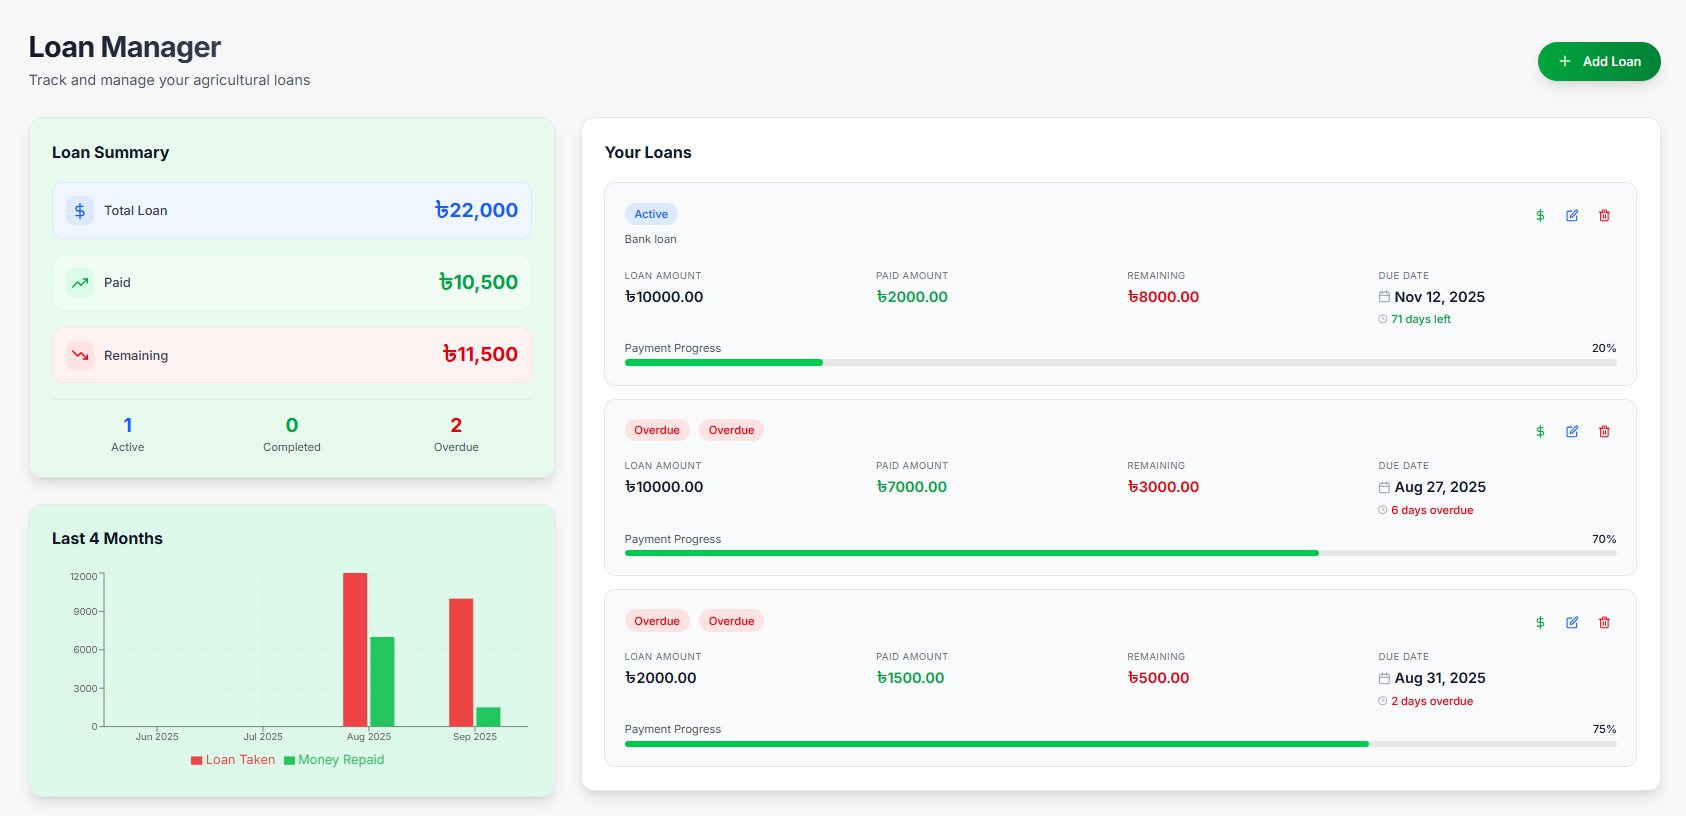 Loan Manager
Track and manage your agricultural loans
+ Add Loan
Loan Summary
$ Total Loan ৳22,000
Paid ৳10,500
Remaining ৳11,500
1 0 2
Active Completed Overdue
Last 4 Months
12000
9000
6000
3000
0
Jun 2025 Jul 2025 Aug 2025 Sep 2025
Loan Taken Money Repaid
Your Loans
Active $
Bank loan
LOAN AMOUNT PAID AMOUNT REMAINING DUE DATE
৳10000.00 ৳2000.00 ৳8000.00 Nov 12, 2025
71 days left
Payment Progress 20%
Overdue Overdue $
LOAN AMOUNT PAID AMOUNT REMAINING DUE DATE
৳10000.00 ৳7000.00 ৳3000.00 Aug 27, 2025
6 days overdue
Payment Progress 70%
Overdue Overdue $
LOAN AMOUNT PAID AMOUNT REMAINING DUE DATE
৳2000.00 ৳1500.00 ৳500.00 Aug 31, 2025
2 days overdue
Payment Progress 75%